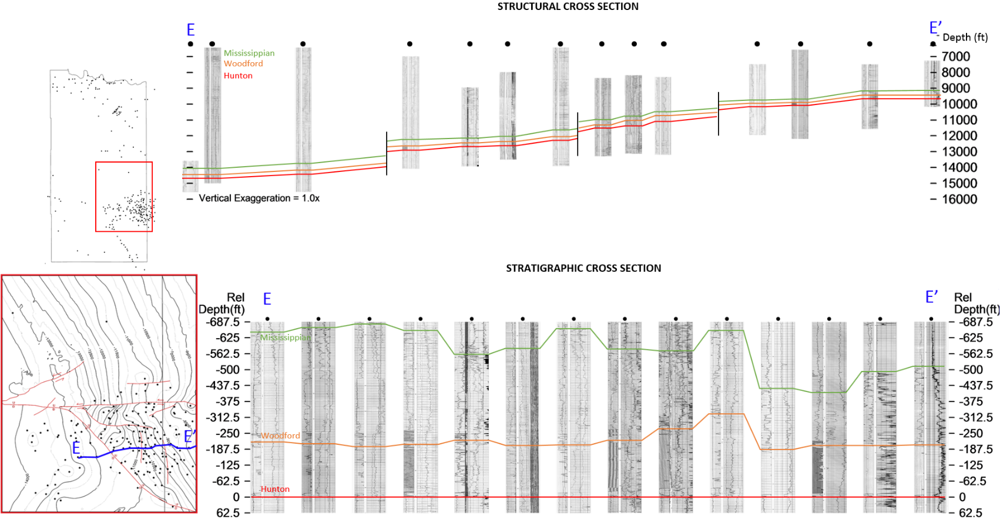 STRUCTURAL CROSS SECTION
E
E’
Depth (ft)
Mississippian
Woodford
Hunton
7000
8000
9000
10000
11000
12000
13000
14000
15000
16000
Vertical Exaggeration = 1.0x
STRATIGRAPHIC CROSS SECTION
Rel
Depth(ft)
E
E’
Rel
Depth(ft)
-687.5
-625
-562.5
-500
-437.5
-375
-312.5
-250
-187.5
-125
-62.5
0
62.5
Mississippian
Woodford
Hunton
-687.5
-625
-562.5
-500
-437.5
-375
-312.5
-250
-187.5
-125
-62.5
0
62.5
E
E’